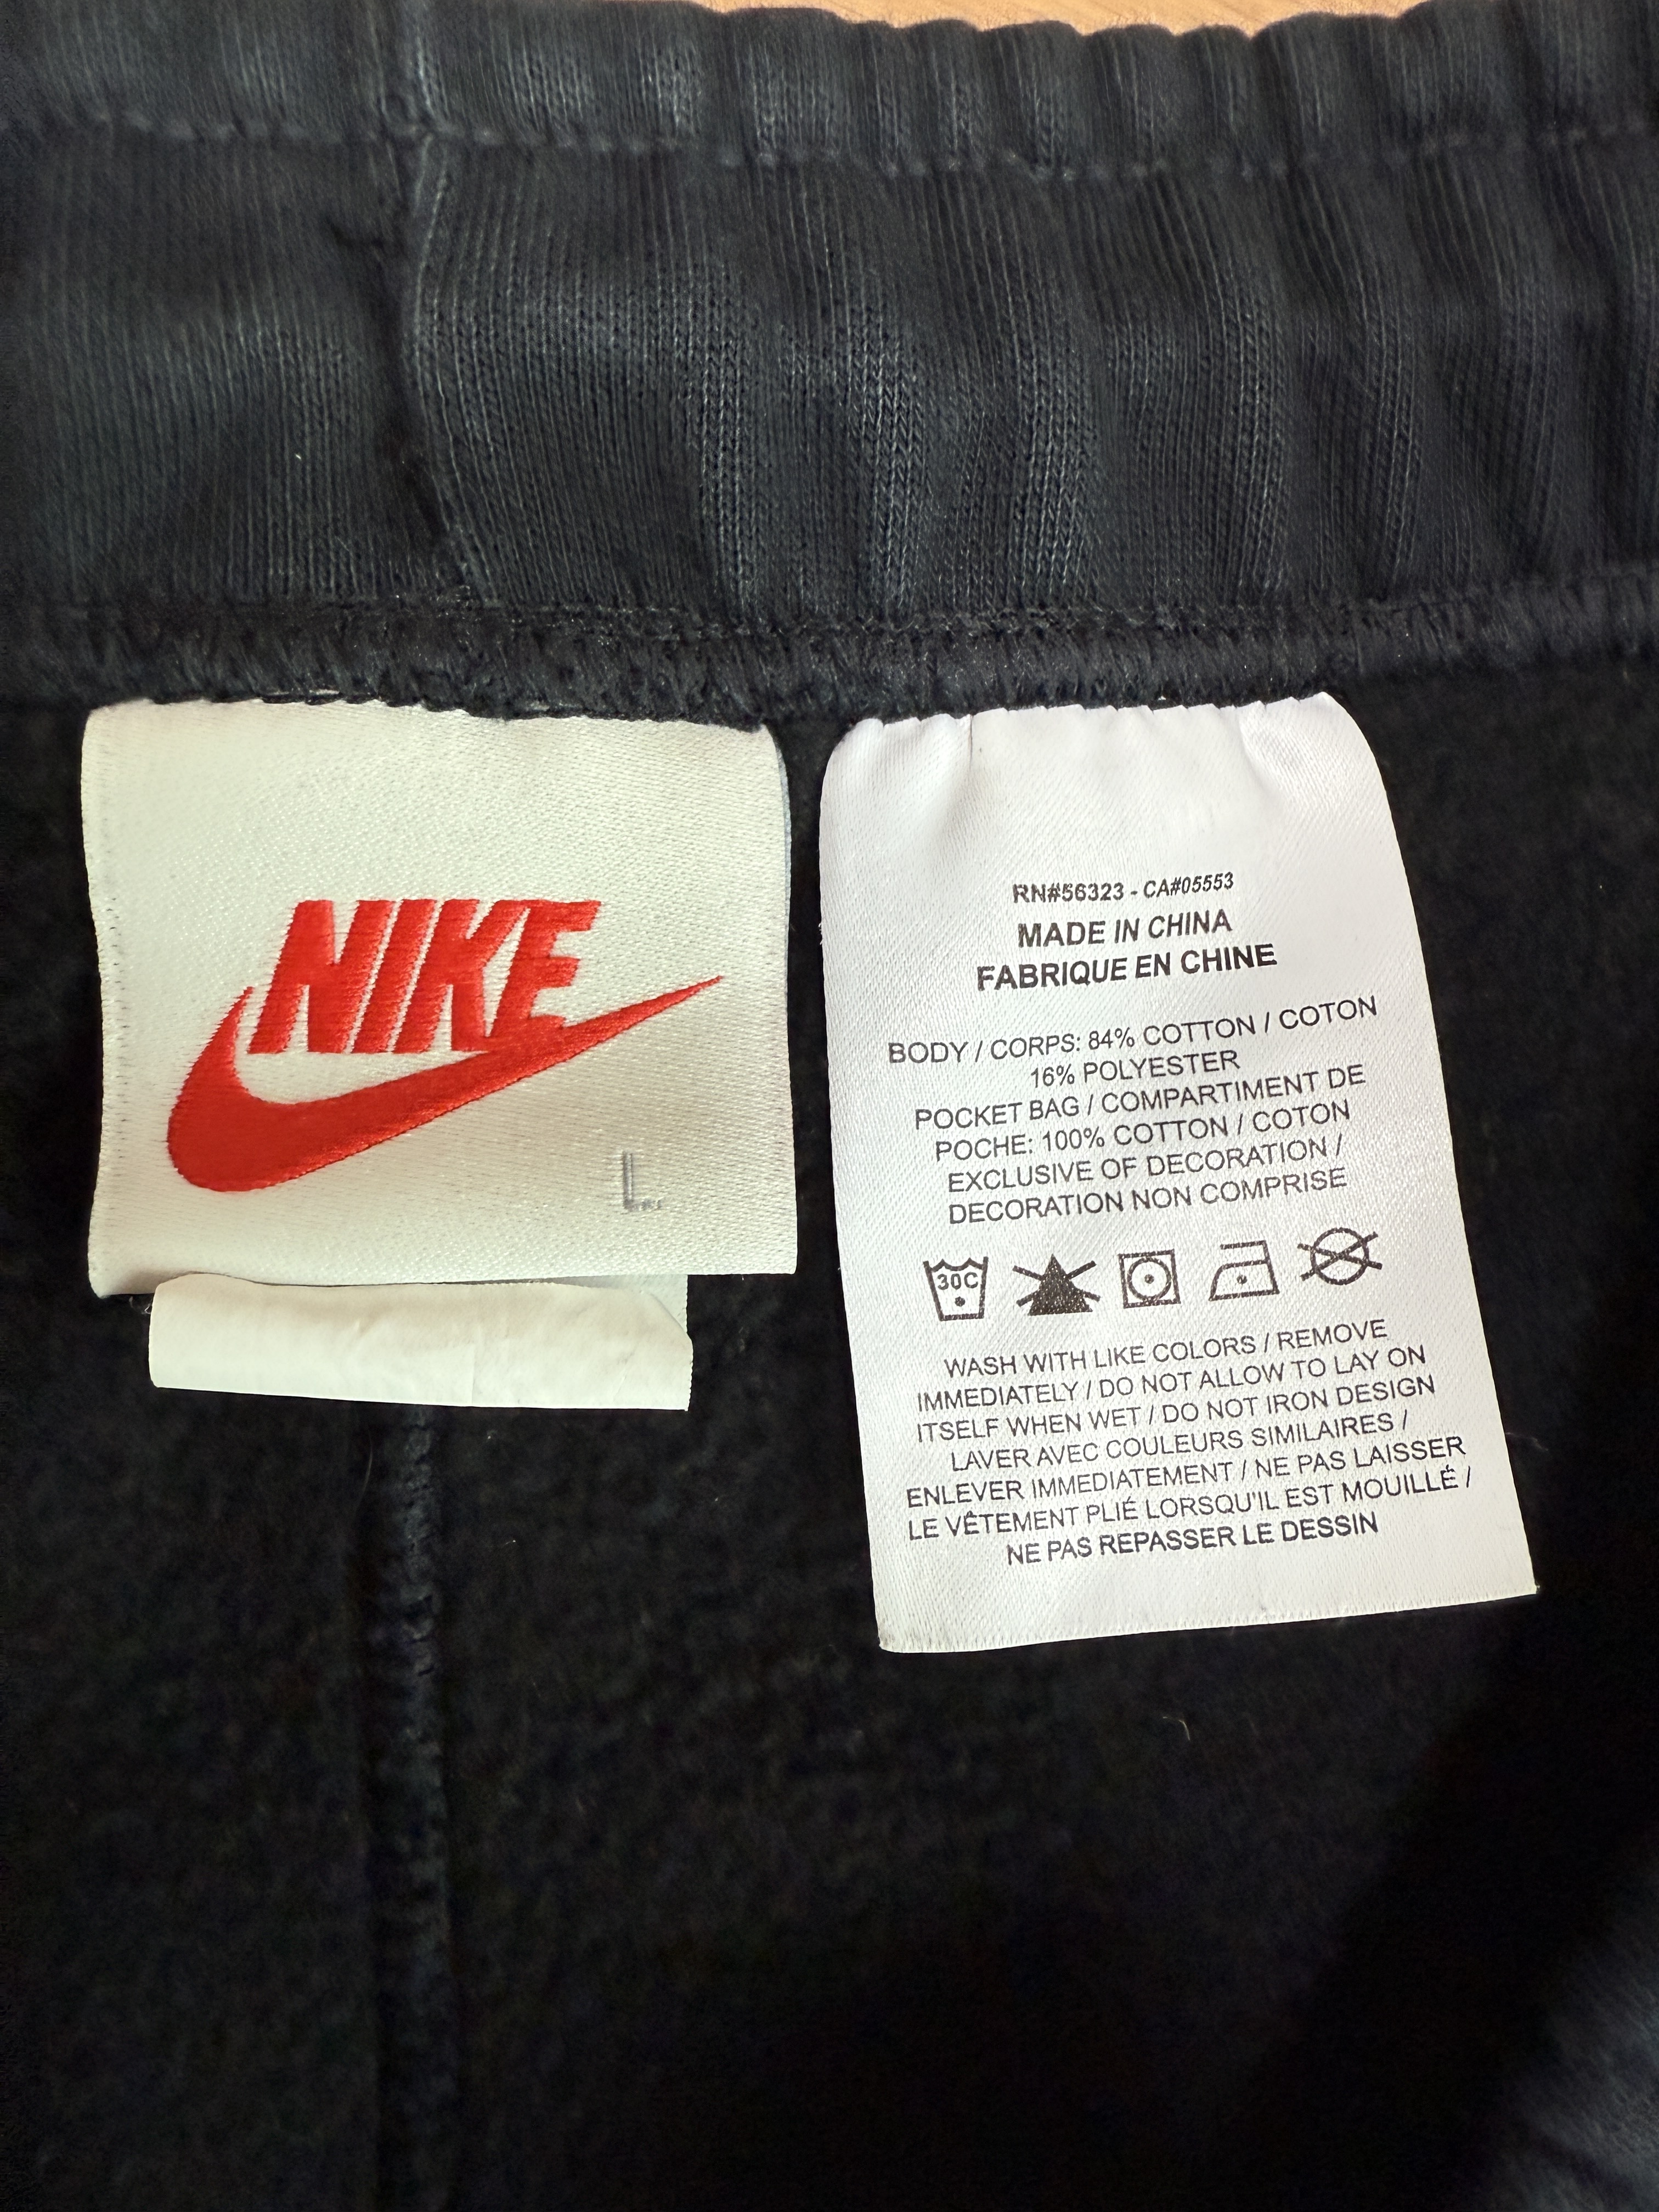 NIKE
L
RN#56323 - CA#05553
MADE IN CHINA
FABRIQUE EN CHINE
BODY / CORPS: 84% COTTON / COTON
16% POLYESTER
POCKET BAG / COMPARTIMENT DE
POCHE: 100% COTTON / COTON
EXCLUSIVE OF DECORATION /
DECORATION NON COMPRISE
30C
WASH WITH LIKE COLORS / REMOVE
IMMEDIATELY / DO NOT ALLOW TO LAY ON
ITSELF WHEN WET / DO NOT IRON DESIGN
LAVER AVEC COULEURS SIMILAIRES /
ENLEVER IMMEDIATEMENT / NE PAS LAISSER
LE VÊTEMENT PLIÉ LORSQU'IL EST MOUILLÉ /
NE PAS REPASSER LE DESSIN